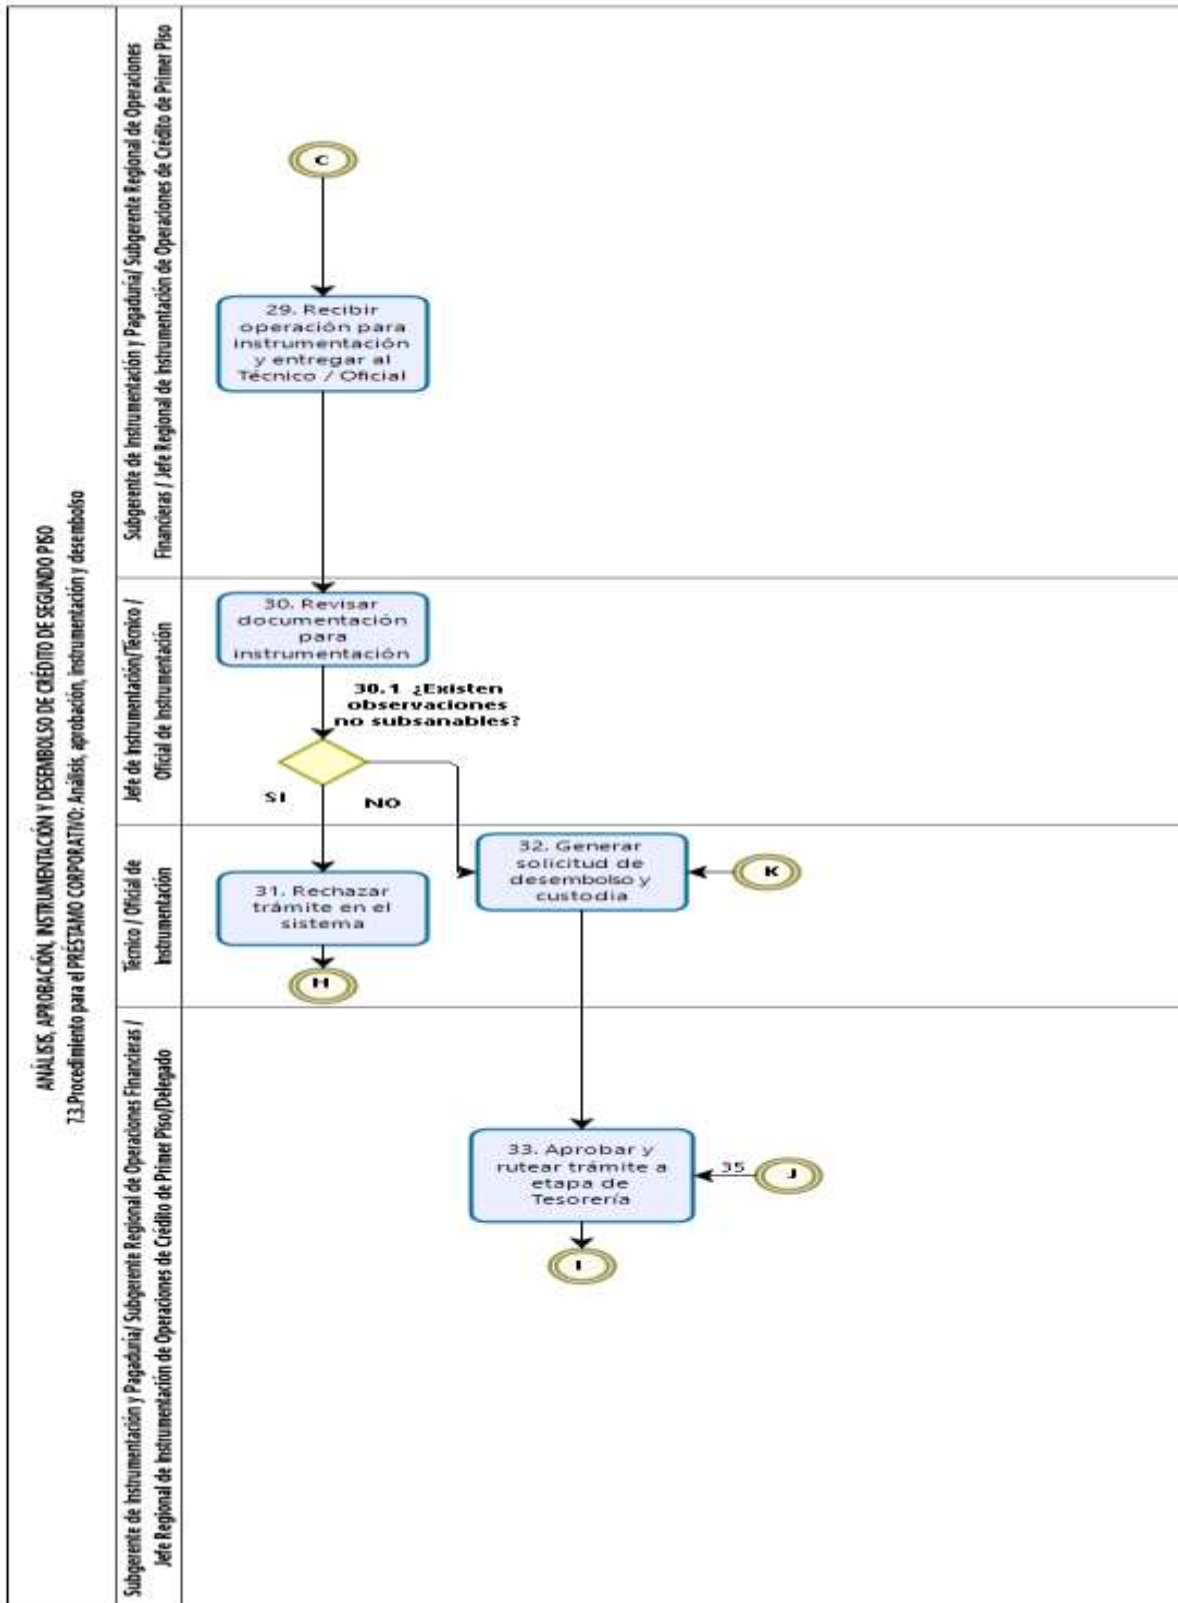 ANÁLISIS, APROBACIÓN, INSTRUMENTACIÓN Y DESEMBOLSO DE CRÉDITO DE SEGUNDO PISO
7.3.Procedimiento para el PRÉSTAMO CORPORATIVO: Análisis, aprobación, instrumentación y desembolso
Subgerente de Instrumentación y Pagaduría/ Subgerente Regional de Operaciones
Financieras / Jefe Regional de Instrumentación de Operaciones de Crédito de Primer Piso
C
29. Recibir
operación para
instrumentación
y entregar al
Técnico / Oficial
Jefe de Instrumentación/Técnico /
Oficial de Instrumentación
30. Revisar
documentación
para
instrumentación
30.1 ¿Existen
observaciones
no subsanables?
SI
NO
Técnico / Oficial de
Instrumentación
31. Rechazar
trámite en el
sistema
H
32. Generar
solicitud de
desembolso y
custodia
K
Subgerente de Instrumentación y Pagaduría/ Subgerente Regional de Operaciones Financieras /
Jefe Regional de Instrumentación de Operaciones de Crédito de Primer Piso/Delegado
33. Aprobar y
rutear trámite a
etapa de
Tesorería
35
J
I